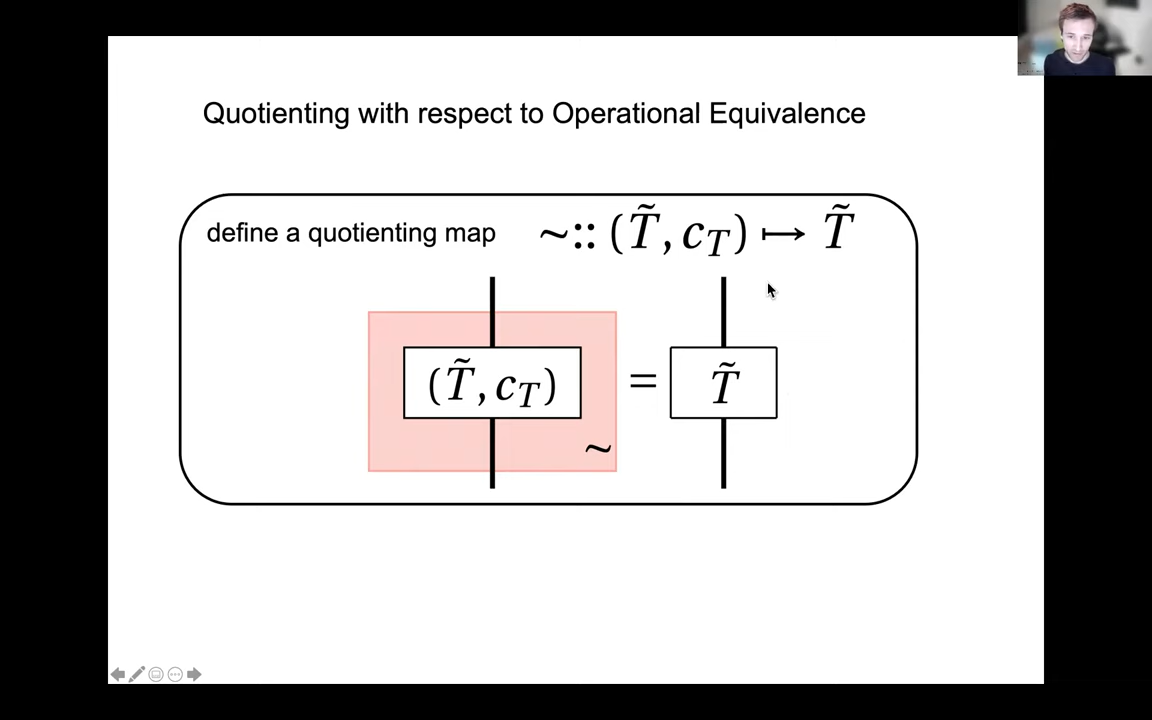 Quotienting with respect to Operational Equivalence
define a quotienting map ~:: (T̃, c_T) ↦ T̃
(T̃, c_T) = T̃
~